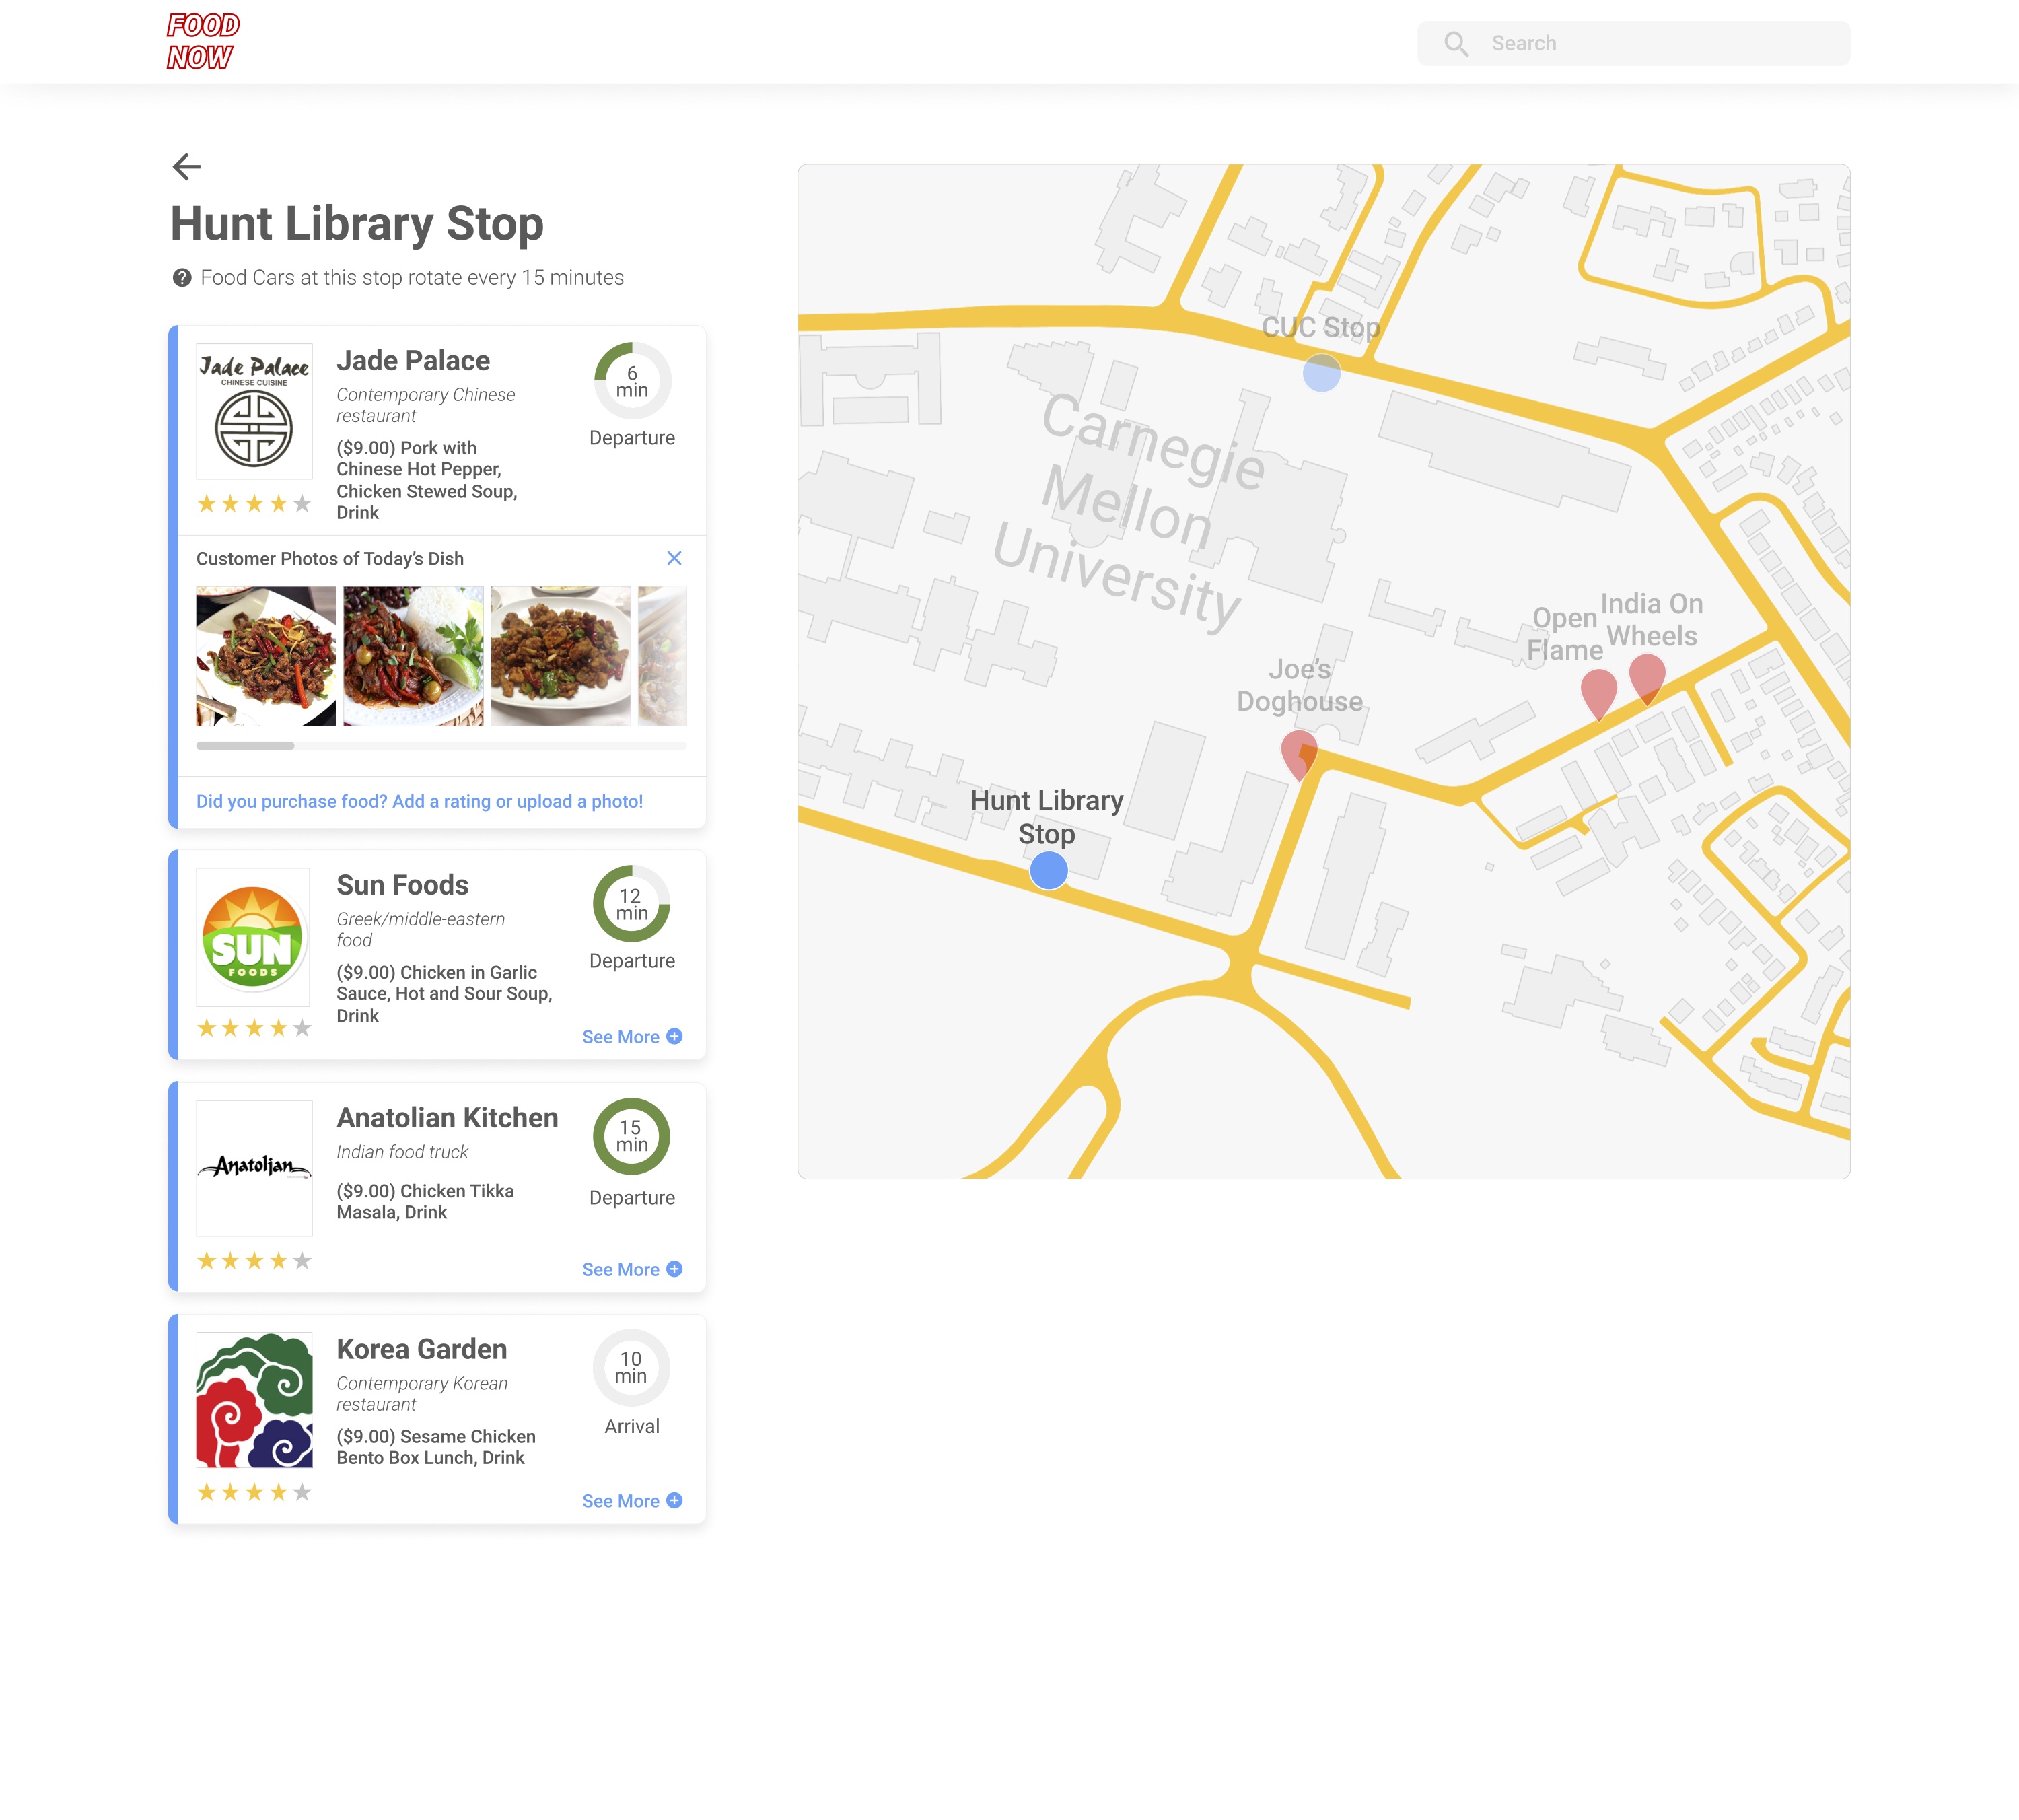 FOOD
NOW
Search
Hunt Library Stop
Food Cars at this stop rotate every 15 minutes
Jade Palace
CHINESE CUISINE
Jade Palace
Contemporary Chinese
restaurant
($9.00) Pork with
Chinese Hot Pepper,
Chicken Stewed Soup,
Drink
6
min
Departure
Customer Photos of Today’s Dish
Did you purchase food? Add a rating or upload a photo!
SUN
FOODS
Sun Foods
Greek/middle-eastern
food
($9.00) Chicken in Garlic
Sauce, Hot and Sour Soup,
Drink
12
min
Departure
See More
Anatolian
Anatolian Kitchen
Indian food truck
($9.00) Chicken Tikka
Masala, Drink
15
min
Departure
See More
Korea Garden
Contemporary Korean
restaurant
($9.00) Sesame Chicken
Bento Box Lunch, Drink
10
min
Arrival
See More
CUC Stop
Carnegie
Mellon
University
Open
Flame
India On
Wheels
Joe’s
Doghouse
Hunt Library
Stop